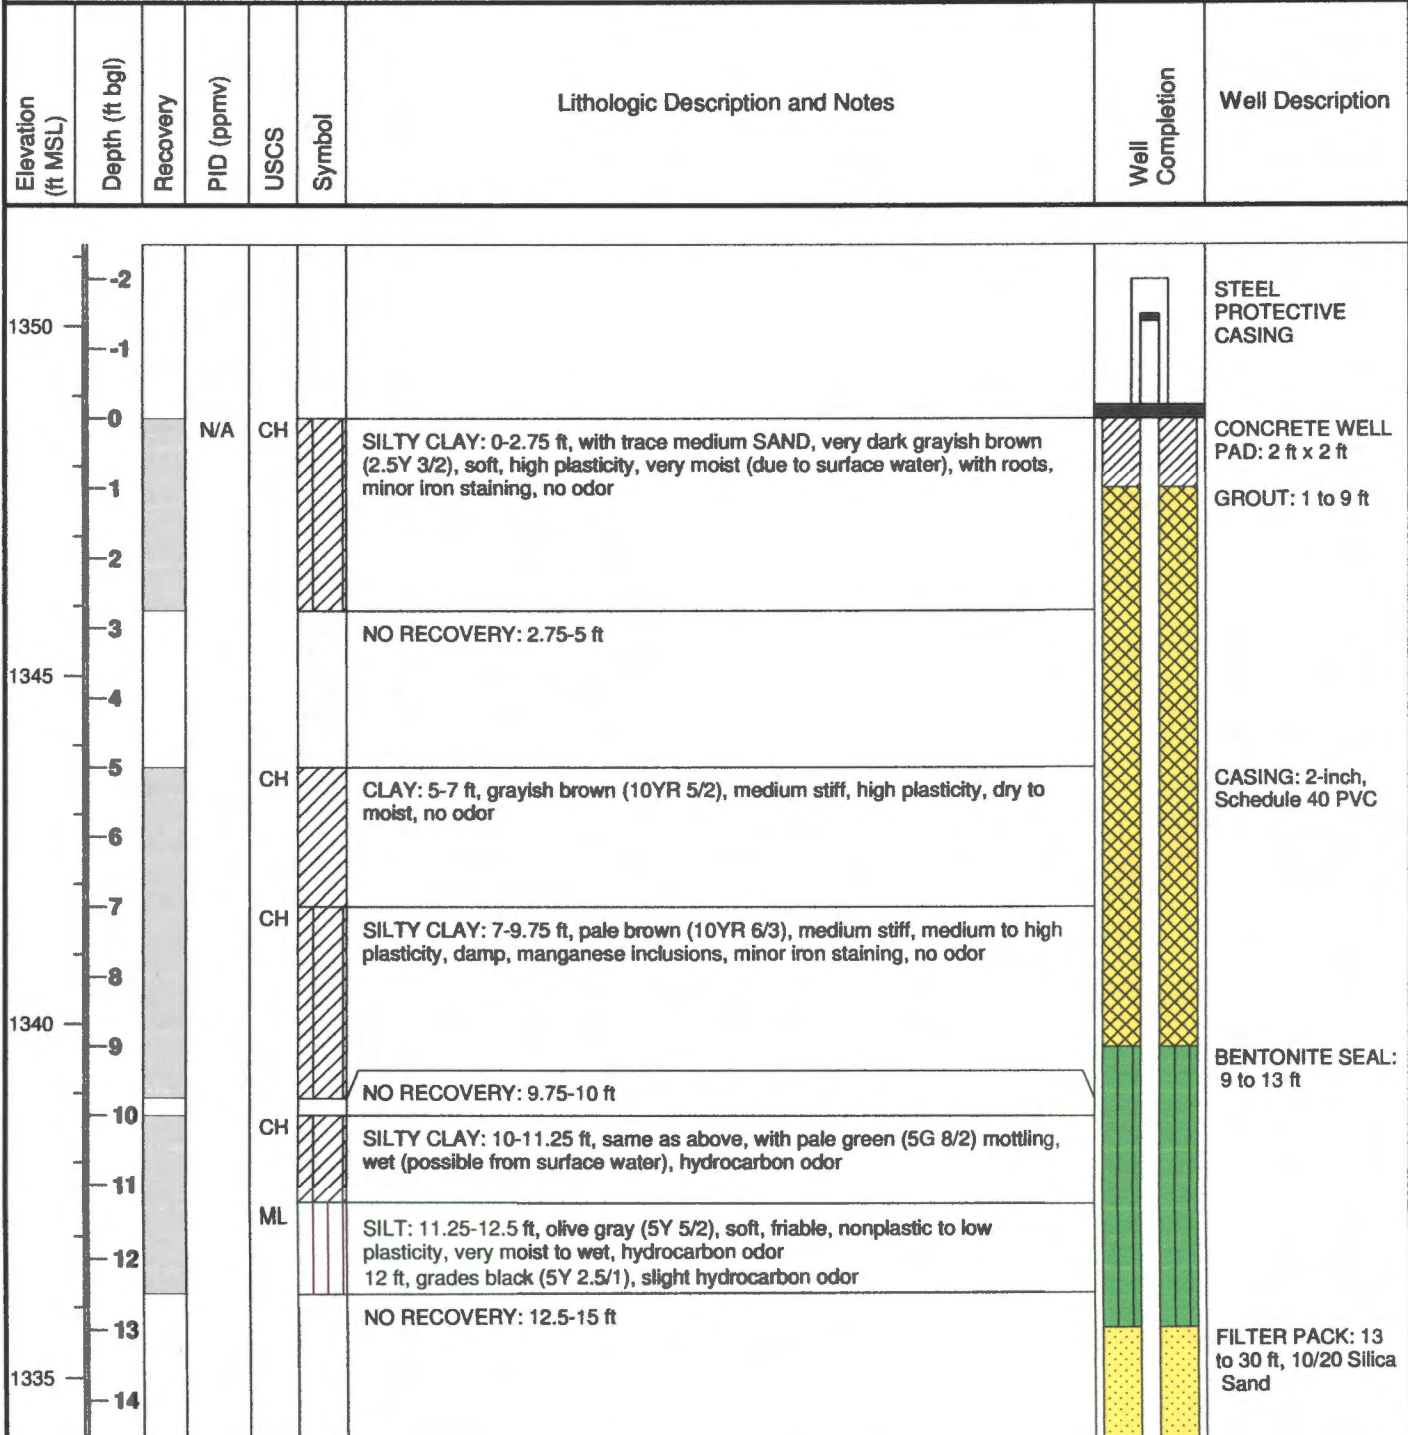 Elevation
(ft MSL)
Depth (ft bgl)
Recovery
PID (ppmv)
USCS
Symbol
Lithologic Description and Notes
Well
Completion
Well Description
-2
STEEL
PROTECTIVE
CASING
1350
-1
0
N/A
CH
SILTY CLAY: 0-2.75 ft, with trace medium SAND, very dark grayish brown
(2.5Y 3/2), soft, high plasticity, very moist (due to surface water), with roots,
minor iron staining, no odor
CONCRETE WELL
PAD: 2 ft x 2 ft
1
GROUT: 1 to 9 ft
2
3
NO RECOVERY: 2.75-5 ft
1345
4
5
CH
CLAY: 5-7 ft, grayish brown (10YR 5/2), medium stiff, high plasticity, dry to
moist, no odor
CASING: 2-inch,
Schedule 40 PVC
6
7
CH
SILTY CLAY: 7-9.75 ft, pale brown (10YR 6/3), medium stiff, medium to high
plasticity, damp, manganese inclusions, minor iron staining, no odor
8
1340
9
BENTONITE SEAL:
9 to 13 ft
NO RECOVERY: 9.75-10 ft
10
CH
SILTY CLAY: 10-11.25 ft, same as above, with pale green (5G 8/2) mottling,
wet (possible from surface water), hydrocarbon odor
11
ML
SILT: 11.25-12.5 ft, olive gray (5Y 5/2), soft, friable, nonplastic to low
plasticity, very moist to wet, hydrocarbon odor
12 ft, grades black (5Y 2.5/1), slight hydrocarbon odor
12
NO RECOVERY: 12.5-15 ft
13
FILTER PACK: 13
to 30 ft, 10/20 Silica
Sand
1335
14